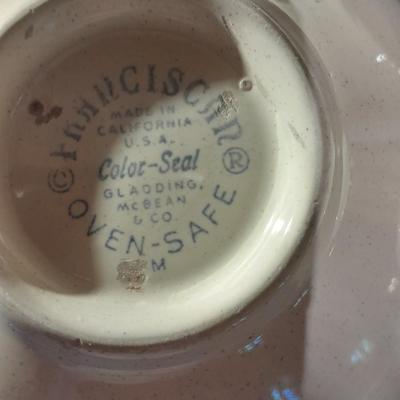 © FRANCISCAN ®
MADE IN
CALIFORNIA
U.S.A.
Color-Seal
GLADDING,
McBEAN
& CO.
OVEN-SAFE
M